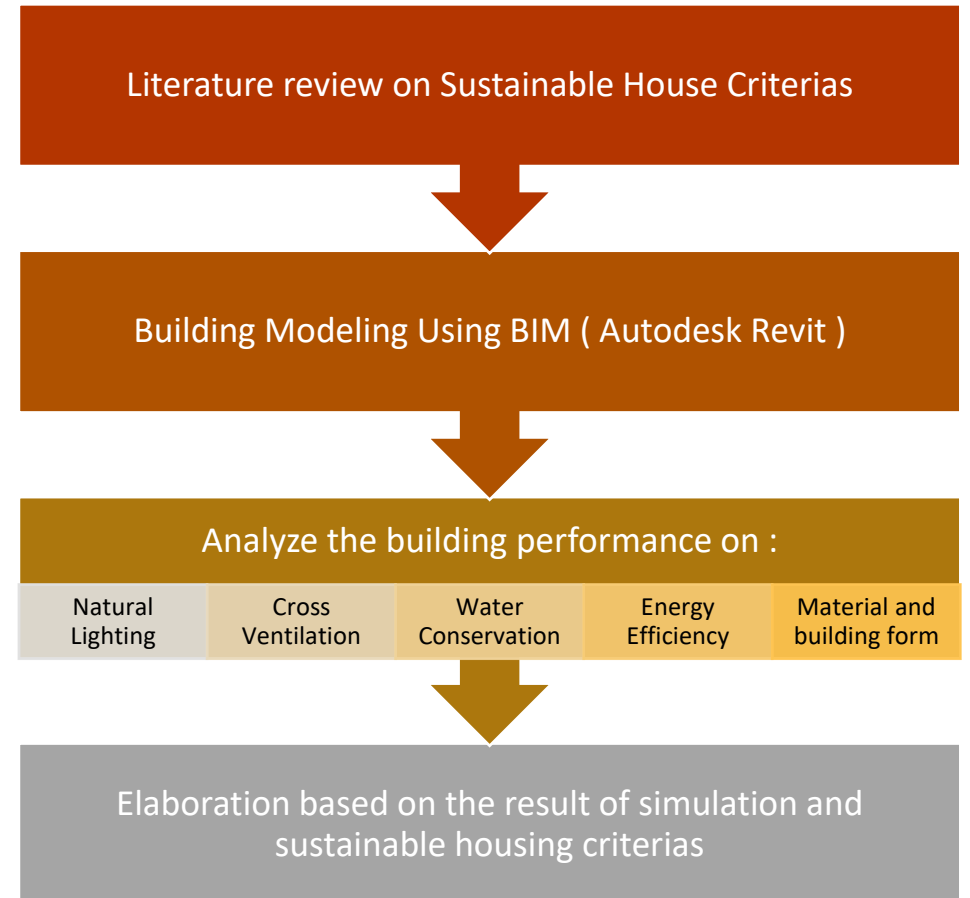 Literature review on Sustainable House Criterias
Building Modeling Using BIM ( Autodesk Revit )
Analyze the building performance on :
Natural
Lighting
Cross
Ventilation
Water
Conservation
Energy
Efficiency
Material and
building form
Elaboration based on the result of simulation and
sustainable housing criterias